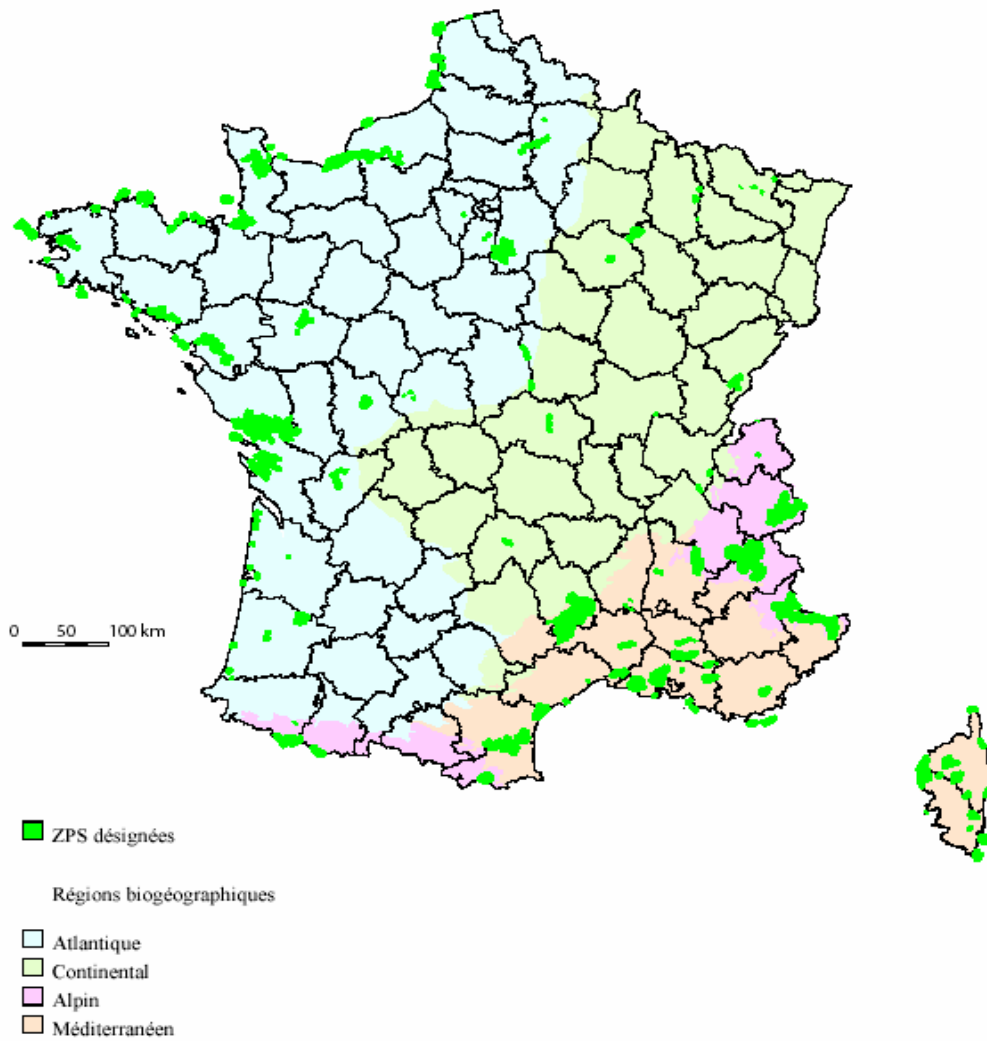 0 50 100 km
ZPS désignées
Régions biogéographiques
Atlantique
Continental
Alpin
Méditerranéen